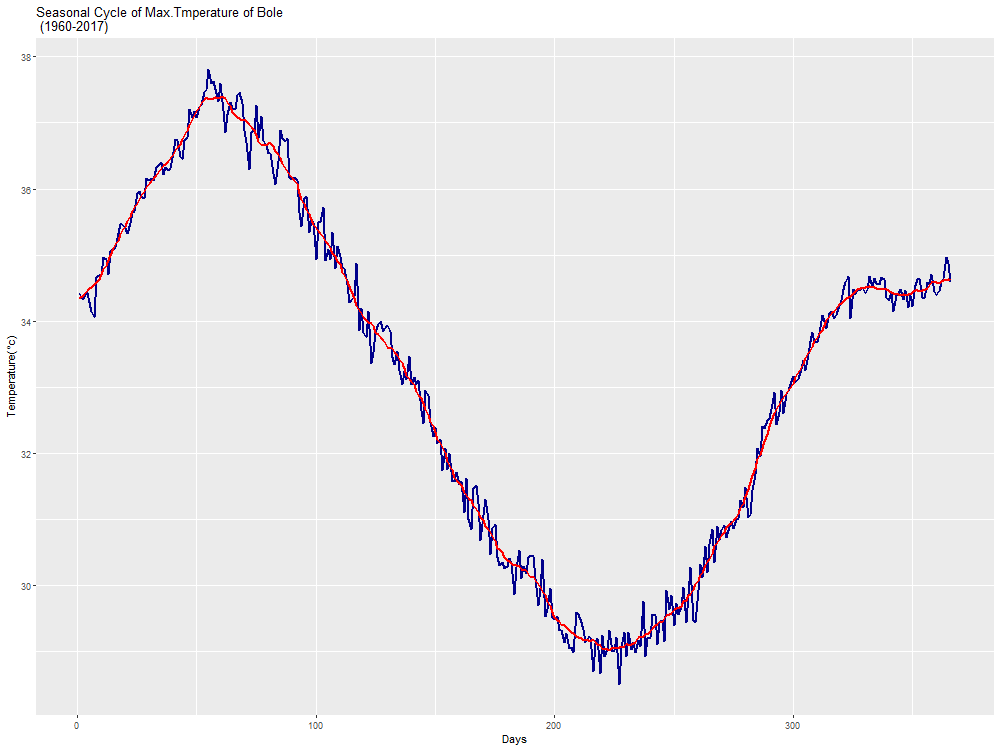 Seasonal Cycle of Max.Tmperature of Bole
(1960-2017)
38
36
34
32
30
Temperature(°c)
0 100 200 300
Days